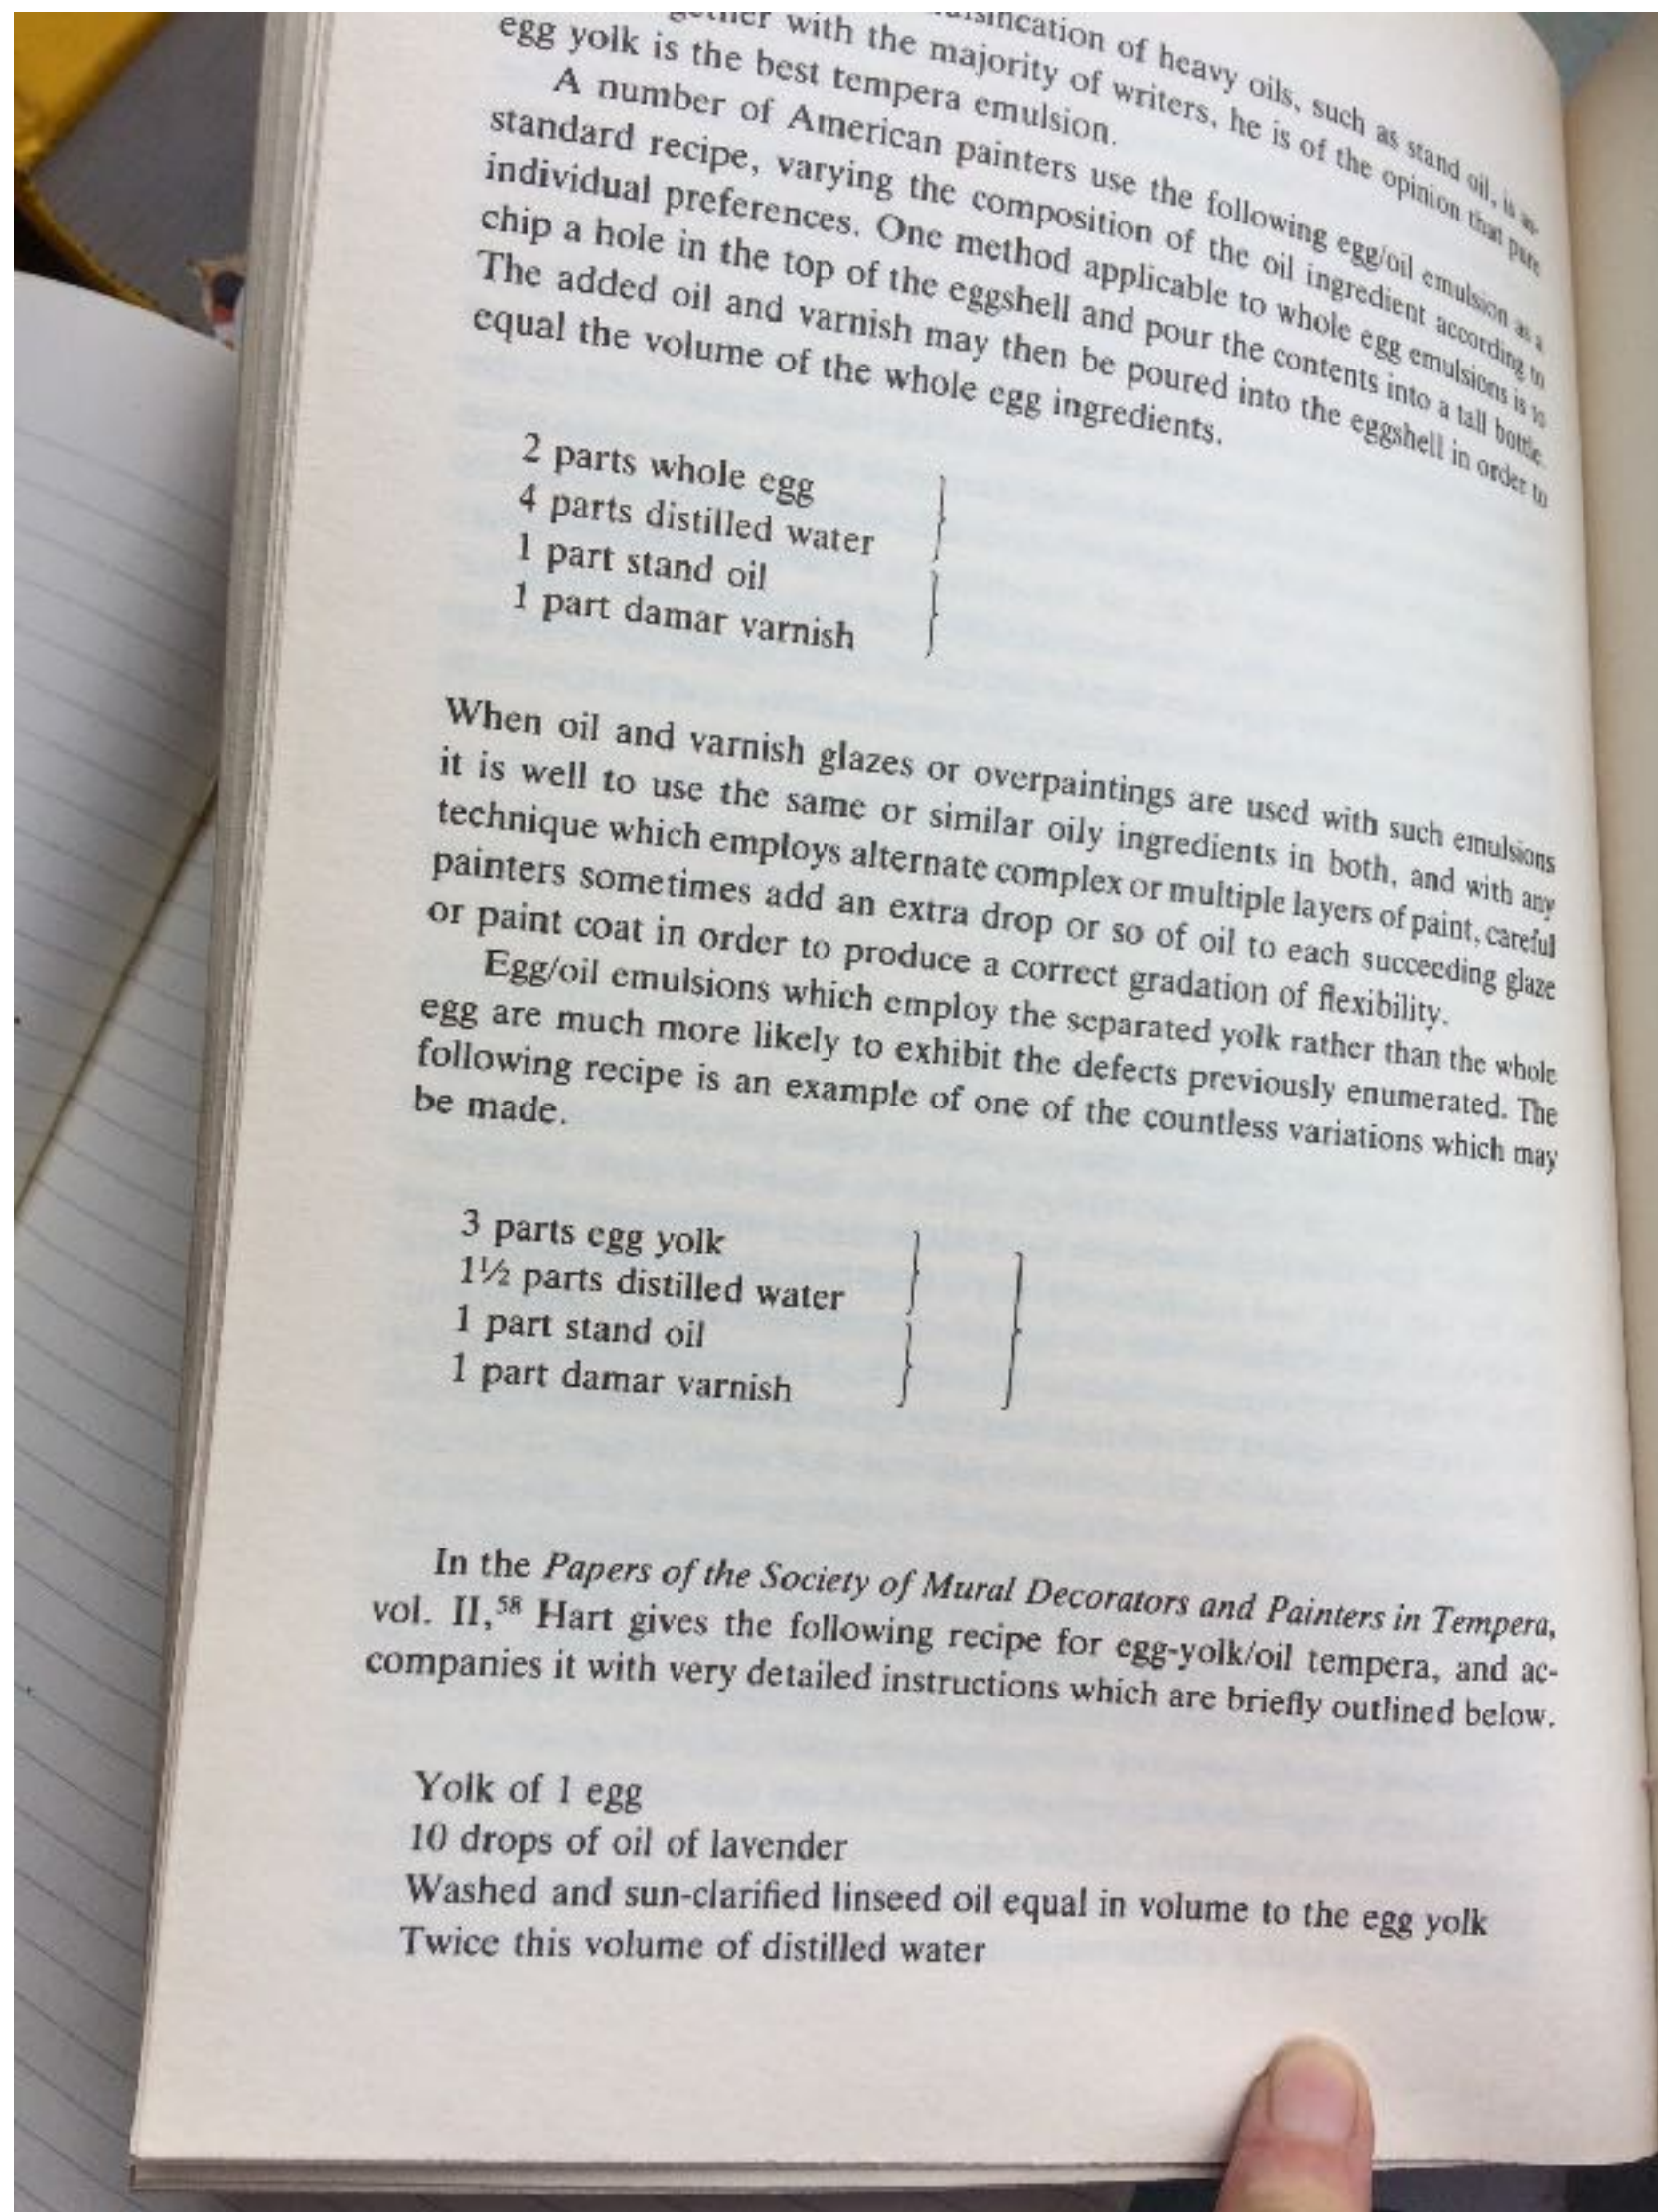 of heavy oils, such as stand oil, is
with the majority of writers, he is of the opinion that pure
egg yolk is the best tempera emulsion.
A number of American painters use the following egg/oil emulsion as a
standard recipe, varying the composition of the oil ingredient according to
individual preferences. One method applicable to whole egg emulsions is to
chip a hole in the top of the eggshell and pour the contents into a tall bottle.
The added oil and varnish may then be poured into the eggshell in order to
equal the volume of the whole egg ingredients.
2 parts whole egg
4 parts distilled water
1 part stand oil
1 part damar varnish
When oil and varnish glazes or overpaintings are used with such emulsions
it is well to use the same or similar oily ingredients in both, and with any
technique which employs alternate complex or multiple layers of paint, careful
painters sometimes add an extra drop or so of oil to each succeeding glaze
or paint coat in order to produce a correct gradation of flexibility.
Egg/oil emulsions which employ the separated yolk rather than the whole
egg are much more likely to exhibit the defects previously enumerated. The
following recipe is an example of one of the countless variations which may
be made.
3 parts egg yolk
1½ parts distilled water
1 part stand oil
1 part damar varnish
In the Papers of the Society of Mural Decorators and Painters in Tempera,
vol. II,⁵⁸ Hart gives the following recipe for egg-yolk/oil tempera, and ac-
companies it with very detailed instructions which are briefly outlined below.
Yolk of 1 egg
10 drops of oil of lavender
Washed and sun-clarified linseed oil equal in volume to the egg yolk
Twice this volume of distilled water